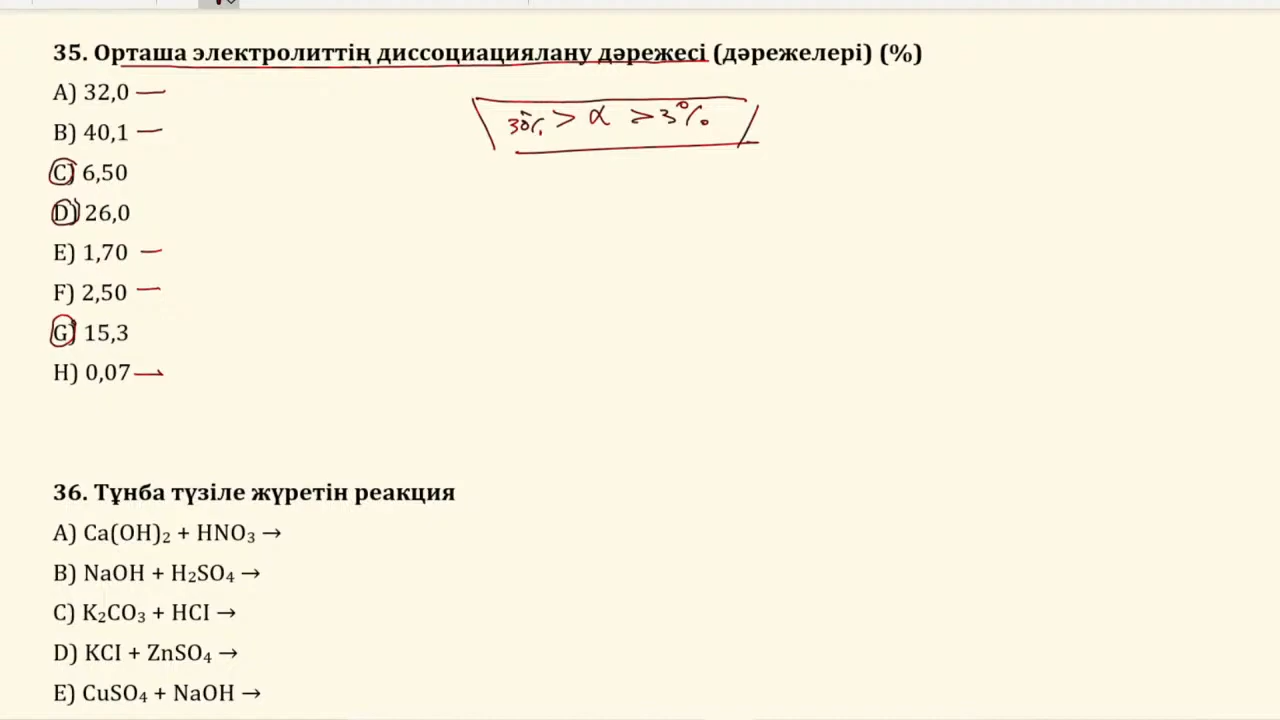 35. Орташа электролиттің диссоциациялану дәрежесі (дәрежелері) (%)
A) 32,0
30% > α > 3%
B) 40,1
C) 6,50
D) 26,0
E) 1,70
F) 2,50
G) 15,3
H) 0,07
36. Тұнба түзіле жүретін реакция
A) Ca(OH)₂ + HNO₃ →
B) NaOH + H₂SO₄ →
C) K₂CO₃ + HCI →
D) KCI + ZnSO₄ →
E) CuSO₄ + NaOH →